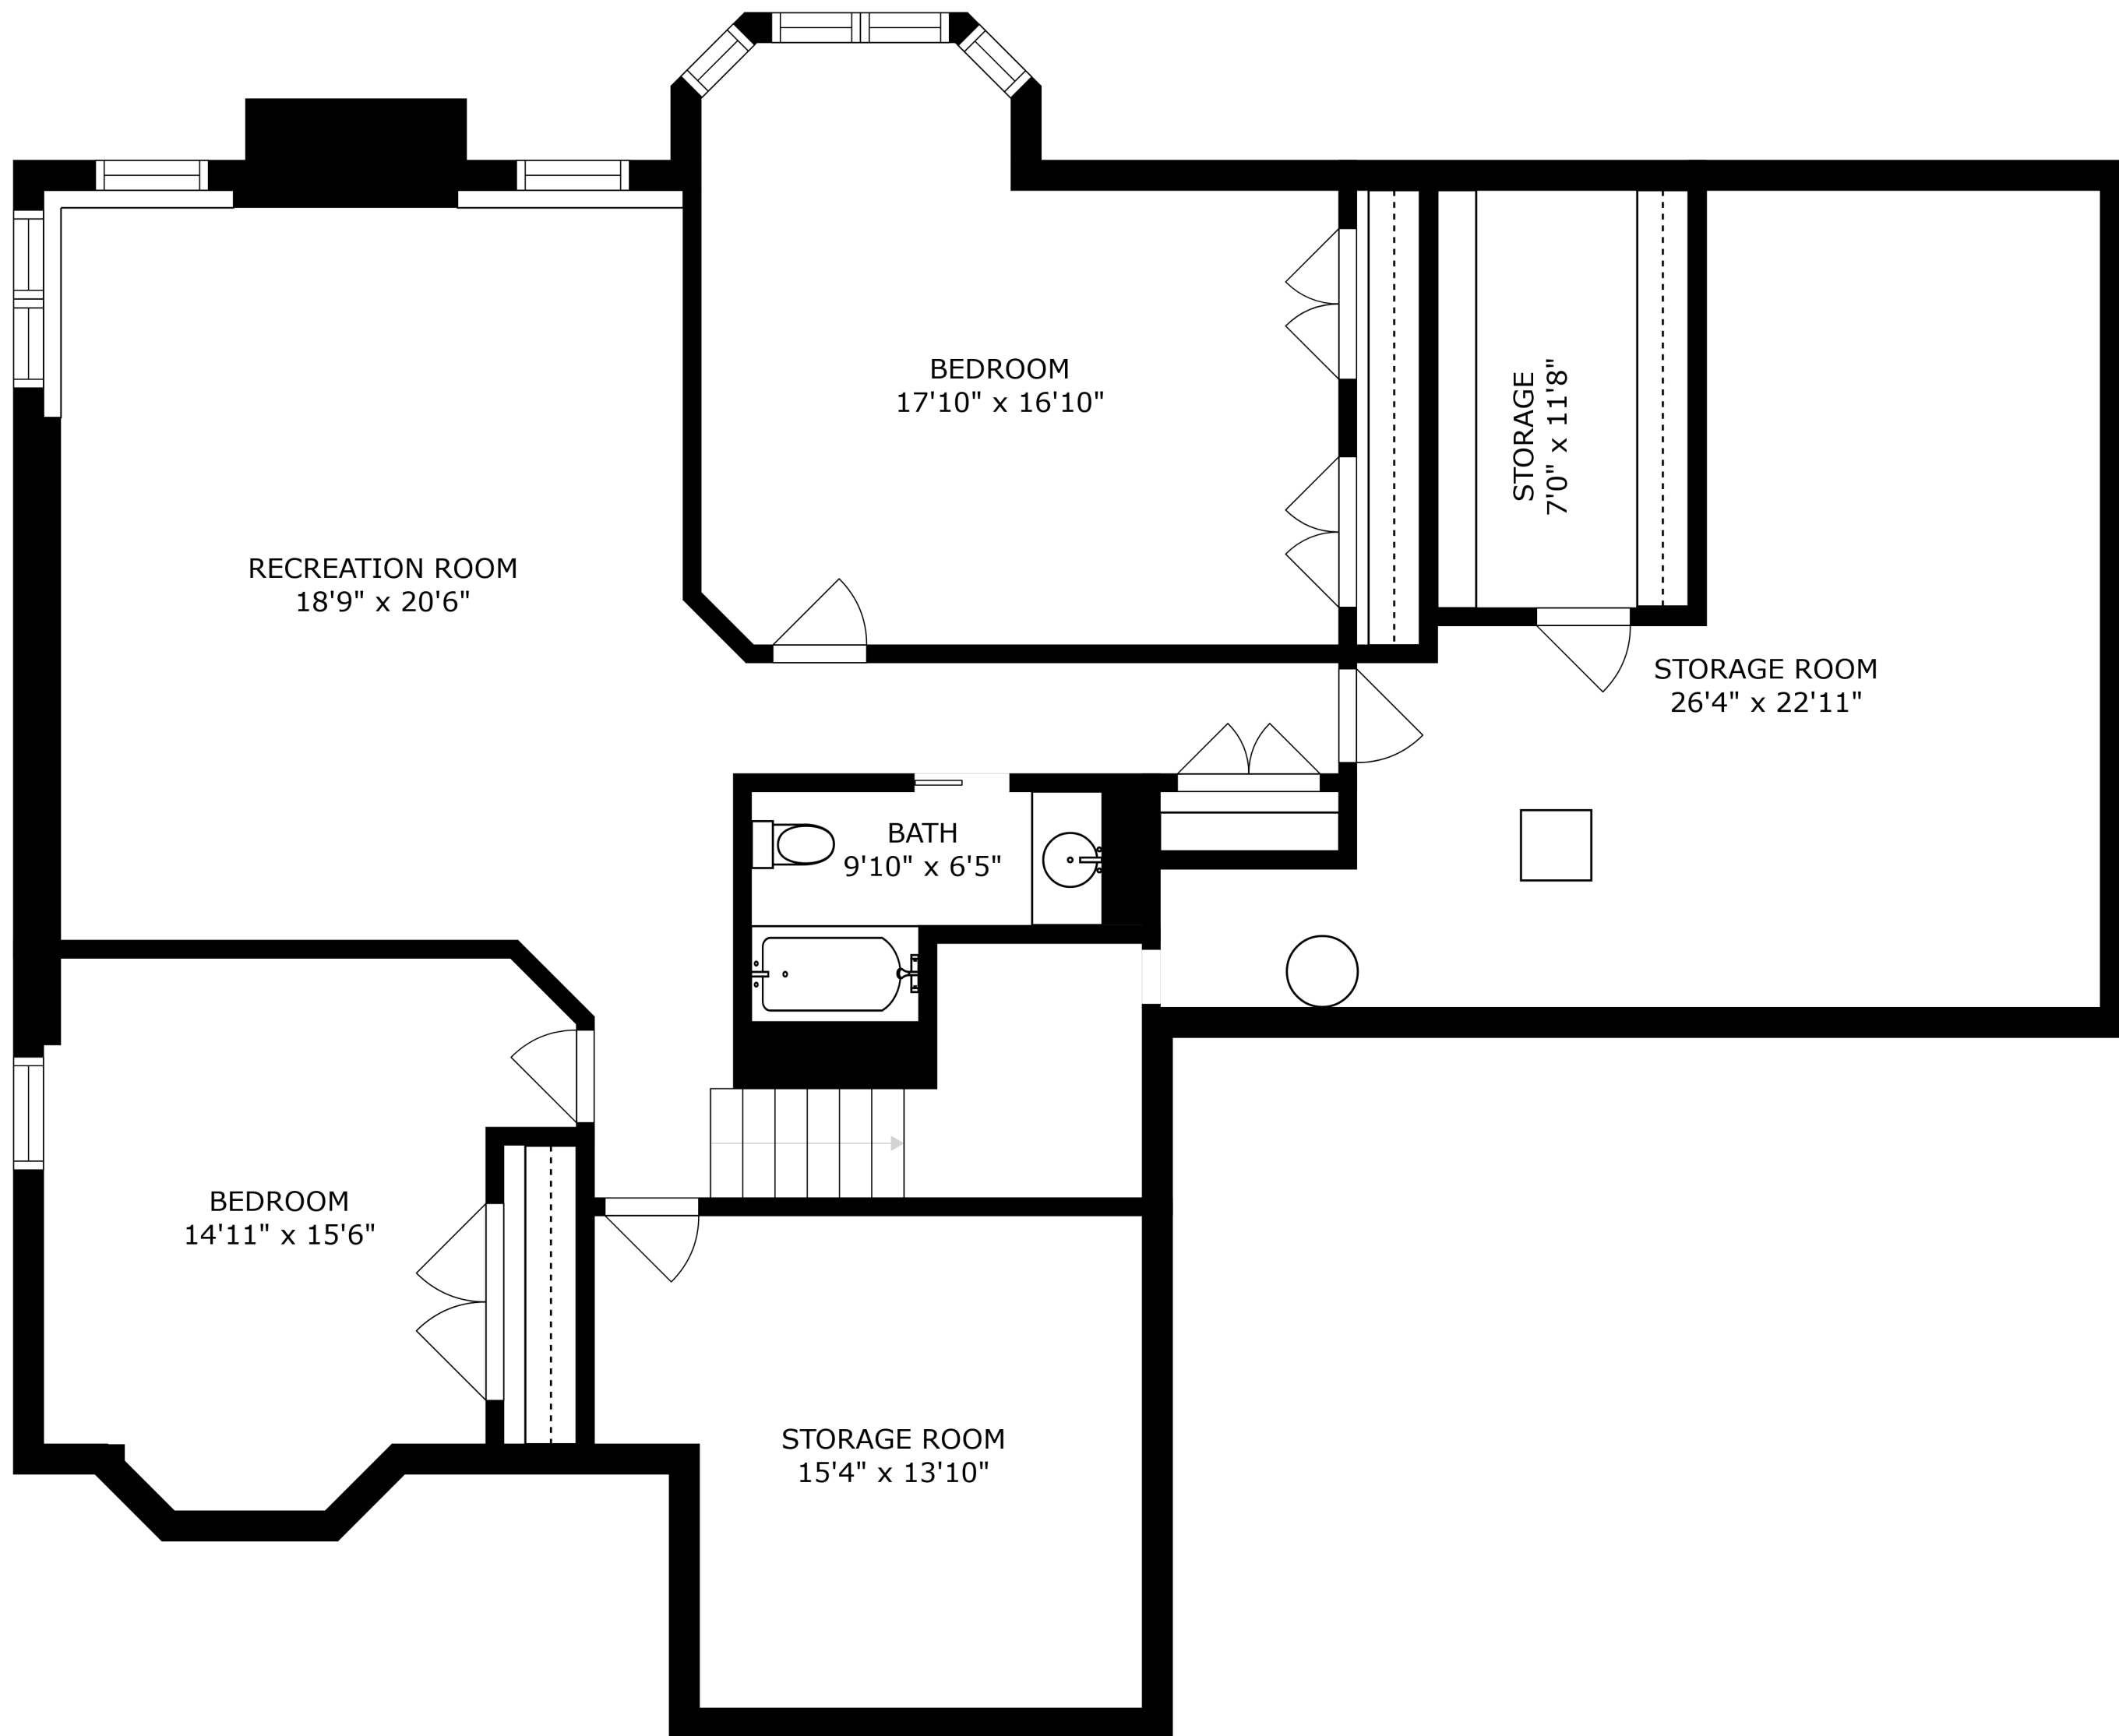 BEDROOM
17'10" x 16'10"
STORAGE
7'0" x 11'8"
RECREATION ROOM
18'9" x 20'6"
STORAGE ROOM
26'4" x 22'11"
BATH
9'10" x 6'5"
BEDROOM
14'11" x 15'6"
STORAGE ROOM
15'4" x 13'10"